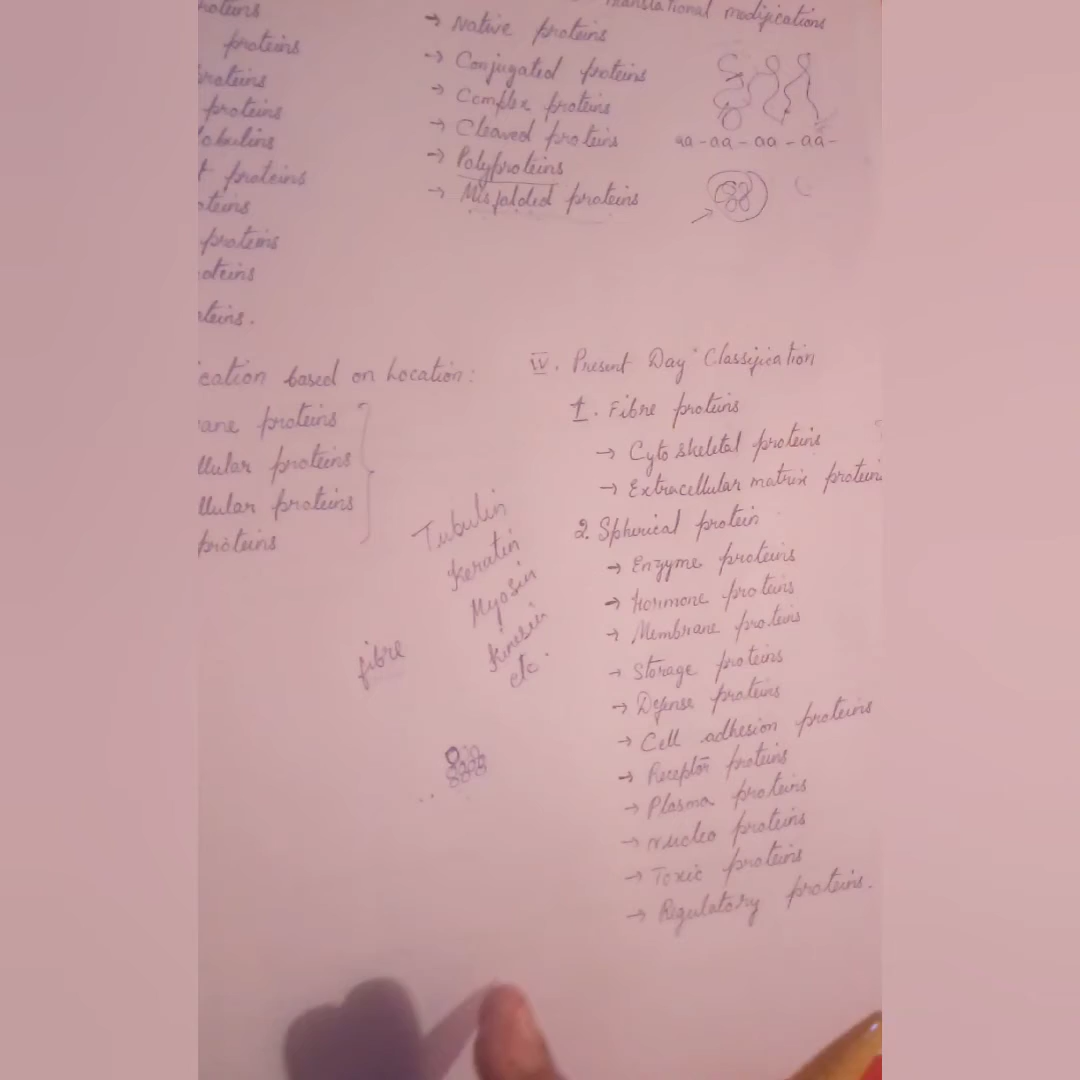 proteins
proteins
proteins
proteins
proteins
proteins
proteins.
Translational modifications
→ Native proteins
→ Conjugated proteins
→ Complex proteins
→ Cleaved proteins
→ Polyproteins
→ Misfolded proteins
aa - aa - aa - aa -
based on Location:
proteins
proteins
proteins
proteins
Tubulin
Keratin
Myosin
Kinesin
etc.
fibre
IV. Present Day Classification
1. Fibre proteins
→ Cyto skeletal proteins
→ Extracellular matrix protein
2. Spherical protein
→ Enzyme proteins
→ Hormone proteins
→ Membrane proteins
→ Storage proteins
→ Defense proteins
→ Cell adhesion proteins
→ Receptor proteins
→ Plasma proteins
→ Nucleo proteins
→ Toxic proteins
→ Regulatory proteins.